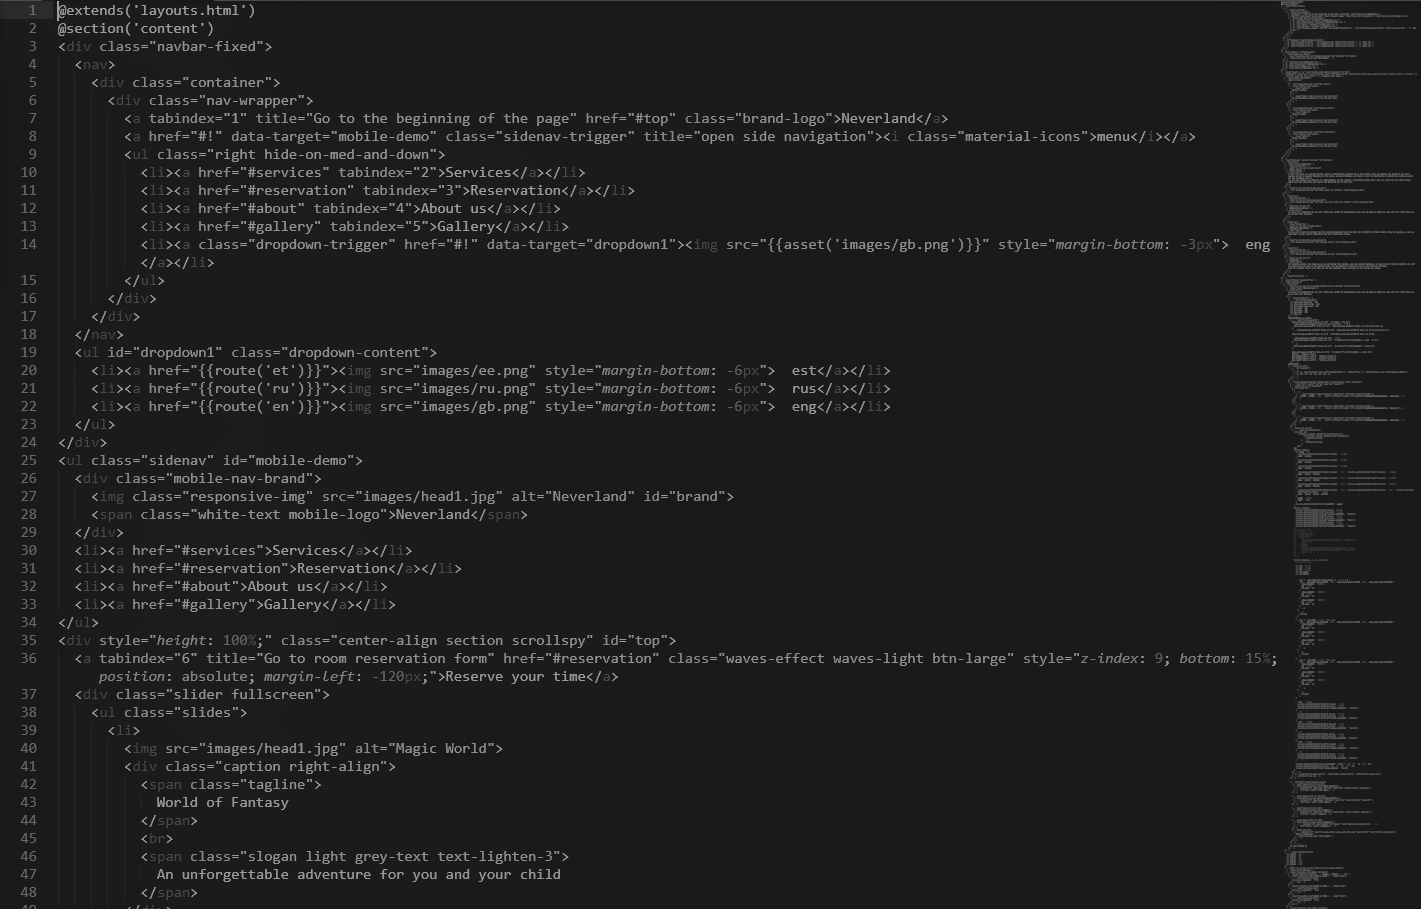 1 @extends('layouts.html')
2 @section('content')
3 <div class="navbar-fixed">
4 <nav>
5 <div class="container">
6 <div class="nav-wrapper">
7 <a tabindex="1" title="Go to the beginning of the page" href="#top" class="brand-logo">Neverland</a>
8 <a href="#!" data-target="mobile-demo" class="sidenav-trigger" title="open side navigation"><i class="material-icons">menu</i></a>
9 <ul class="right hide-on-med-and-down">
10 <li><a href="#services" tabindex="2">Services</a></li>
11 <li><a href="#reservation" tabindex="3">Reservation</a></li>
12 <li><a href="#about" tabindex="4">About us</a></li>
13 <li><a href="#gallery" tabindex="5">Gallery</a></li>
14 <li><a class="dropdown-trigger" href="#!" data-target="dropdown1"><img src="{{asset('images/gb.png')}}" style="margin-bottom: -3px">  eng
</a></li>
15 </ul>
16 </div>
17 </div>
18 </nav>
19 <ul id="dropdown1" class="dropdown-content">
20 <li><a href="{{route('et')}}"><img src="images/ee.png" style="margin-bottom: -6px">  est</a></li>
21 <li><a href="{{route('ru')}}"><img src="images/ru.png" style="margin-bottom: -6px">  rus</a></li>
22 <li><a href="{{route('en')}}"><img src="images/gb.png" style="margin-bottom: -6px">  eng</a></li>
23 </ul>
24 </div>
25 <ul class="sidenav" id="mobile-demo">
26 <div class="mobile-nav-brand">
27 <img class="responsive-img" src="images/head1.jpg" alt="Neverland" id="brand">
28 <span class="white-text mobile-logo">Neverland</span>
29 </div>
30 <li><a href="#services">Services</a></li>
31 <li><a href="#reservation">Reservation</a></li>
32 <li><a href="#about">About us</a></li>
33 <li><a href="#gallery">Gallery</a></li>
34 </ul>
35 <div style="height: 100%;" class="center-align section scrollspy" id="top">
36 <a tabindex="6" title="Go to room reservation form" href="#reservation" class="waves-effect waves-light btn-large" style="z-index: 9; bottom: 15%;
position: absolute; margin-left: -120px;">Reserve your time</a>
37 <div class="slider fullscreen">
38 <ul class="slides">
39 <li>
40 <img src="images/head1.jpg" alt="Magic World">
41 <div class="caption right-align">
42 <span class="tagline">
43 World of Fantasy
44 </span>
45 <br>
46 <span class="slogan light grey-text text-lighten-3">
47 An unforgettable adventure for you and your child
48 </span>